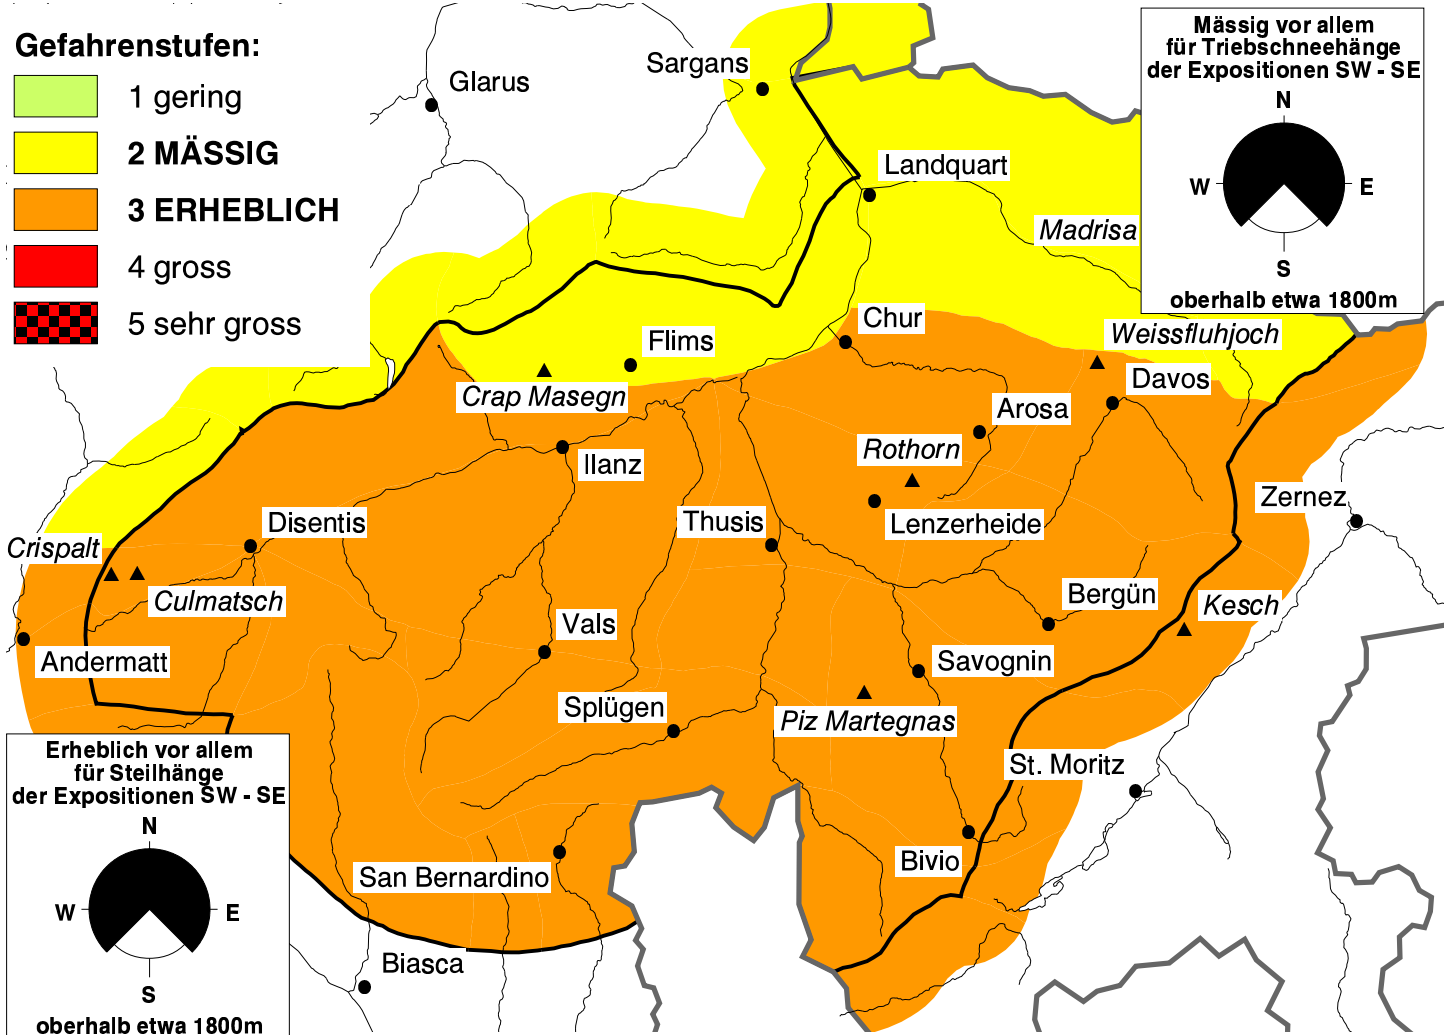 Gefahrenstufen:
1 gering
2 MÄSSIG
3 ERHEBLICH
4 gross
5 sehr gross
Mässig vor allem
für Triebschneehänge
der Expositionen SW - SE
N
W
E
S
oberhalb etwa 1800m
Sargans
Glarus
Landquart
Madrisa
Chur
Weissfluhjoch
Flims
Davos
Crap Masegn
Arosa
Rothorn
Ilanz
Zernez
Disentis
Thusis
Lenzerheide
Crispalt
Culmatsch
Bergün
Kesch
Vals
Andermatt
Savognin
Splügen
Piz Martegnas
St. Moritz
Bivio
San Bernardino
Biasca
Erheblich vor allem
für Steilhänge
der Expositionen SW - SE
N
W
E
S
oberhalb etwa 1800m